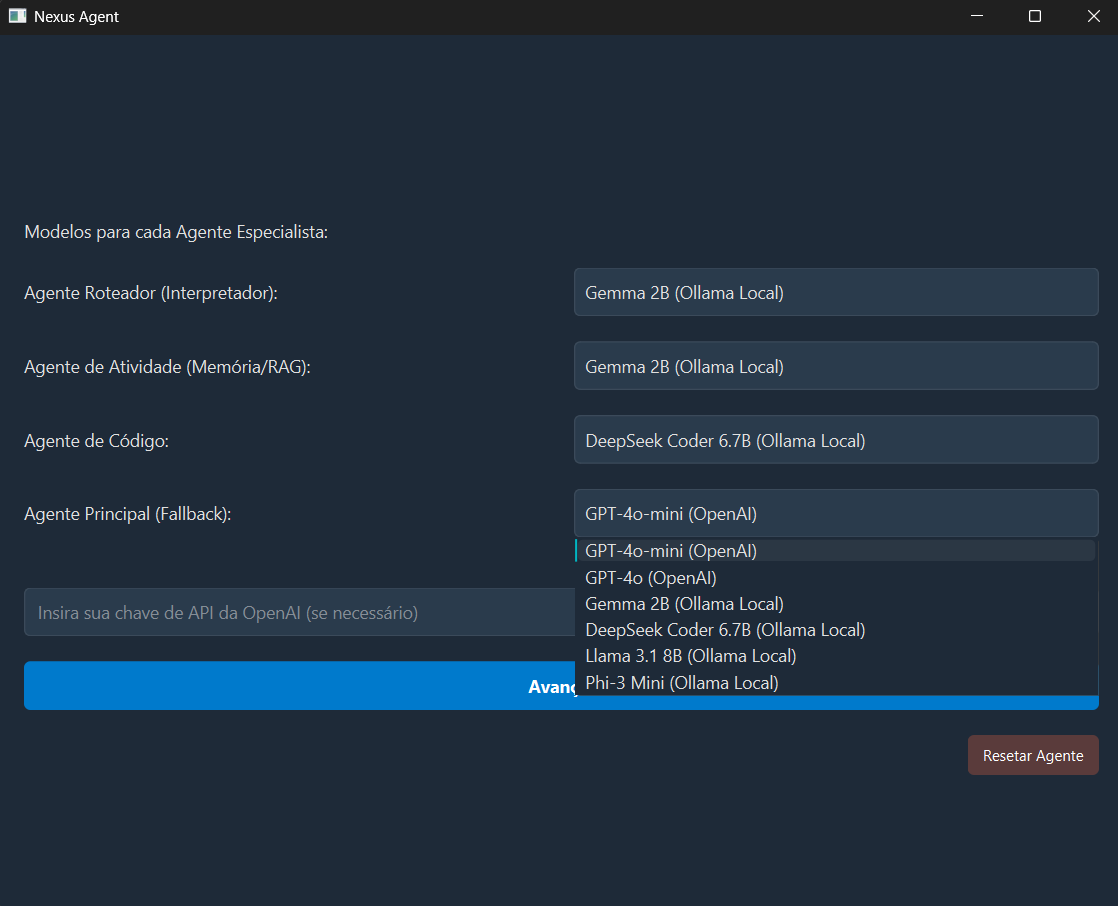 Nexus Agent
Modelos para cada Agente Especialista:
Agente Roteador (Interpretador):
Gemma 2B (Ollama Local)
Agente de Atividade (Memória/RAG):
Gemma 2B (Ollama Local)
Agente de Código:
DeepSeek Coder 6.7B (Ollama Local)
Agente Principal (Fallback):
GPT-4o-mini (OpenAI)
GPT-4o-mini (OpenAI)
GPT-4o (OpenAI)
Gemma 2B (Ollama Local)
DeepSeek Coder 6.7B (Ollama Local)
Llama 3.1 8B (Ollama Local)
Phi-3 Mini (Ollama Local)
Insira sua chave de API da OpenAI (se necessário)
Resetar Agente